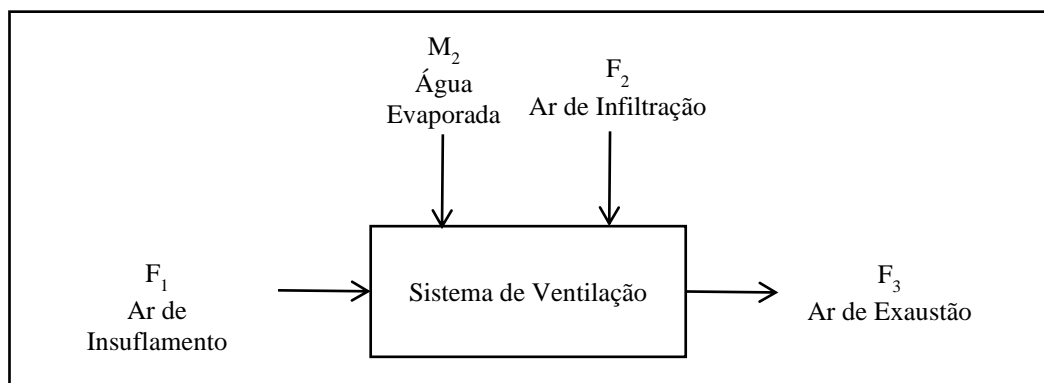 M₂
Água
Evaporada
F₂
Ar de Infiltração
F₁
Ar de
Insuflamento
Sistema de Ventilação
F₃
Ar de Exaustão